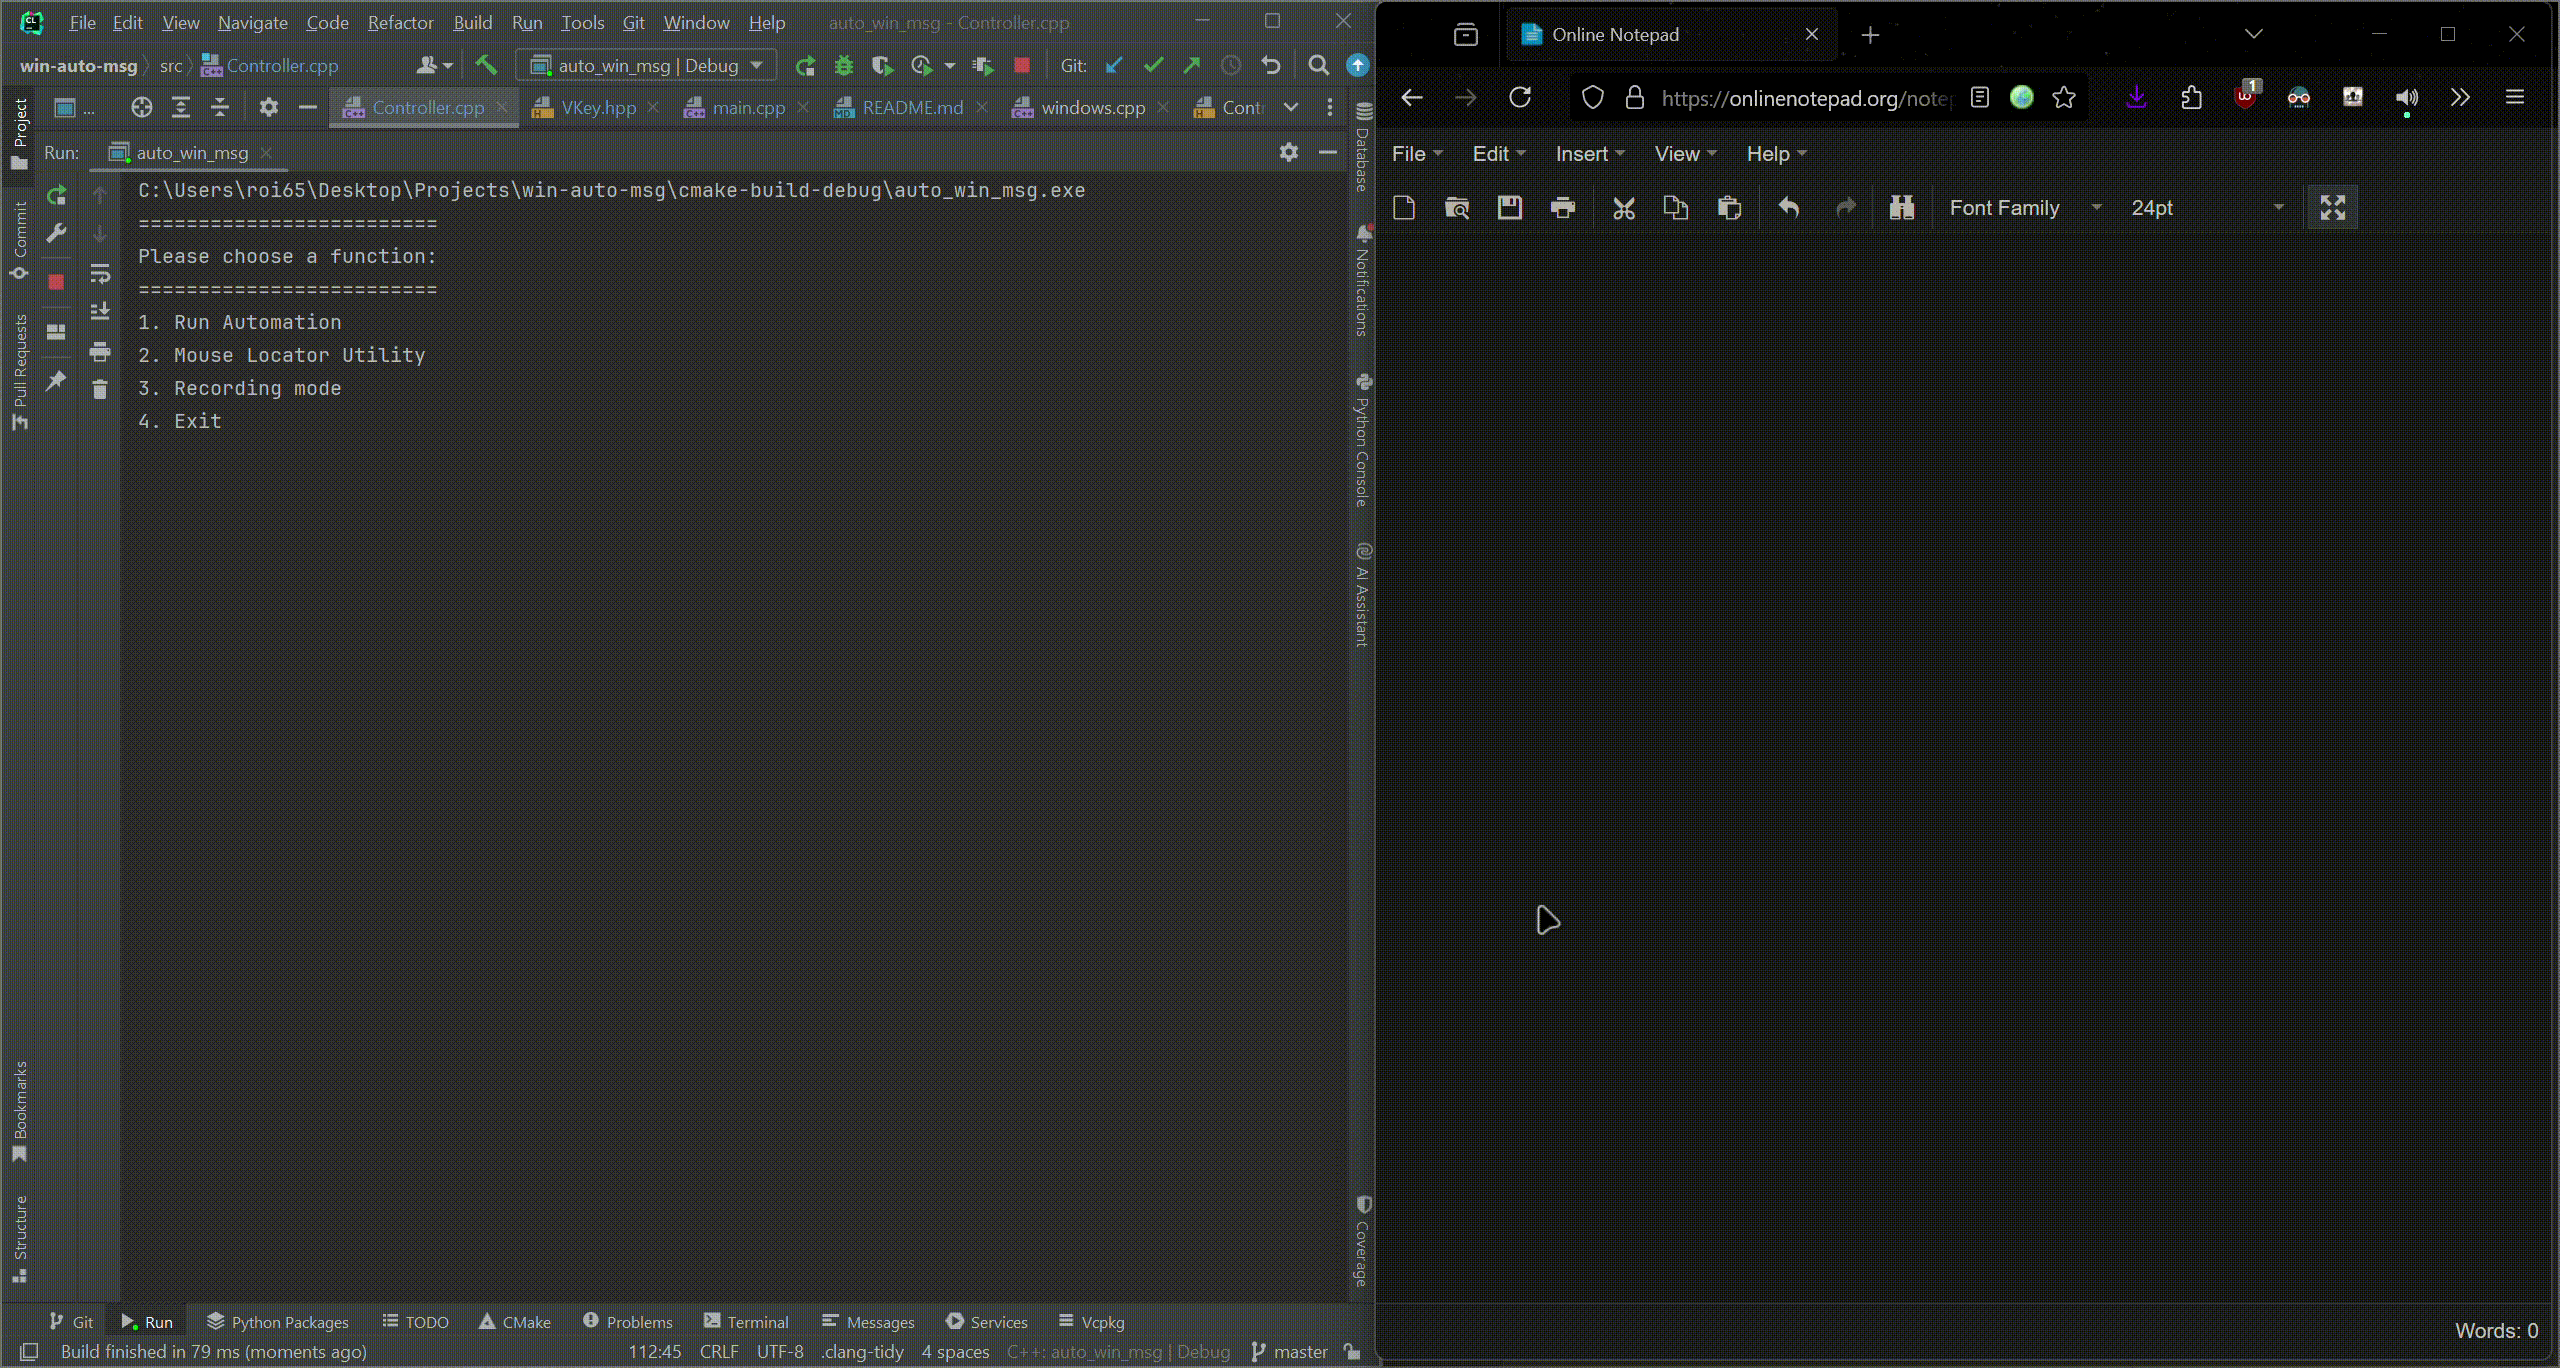 File Edit View Navigate Code Refactor Build Run Tools Git Window Help auto_win_msg - Controller.cpp
win-auto-msg src Controller.cpp auto_win_msg | Debug Git:
... Controller.cpp VKey.hpp main.cpp README.md windows.cpp Contr
Run: auto_win_msg
C:\Users\roi65\Desktop\Projects\win-auto-msg\cmake-build-debug\auto_win_msg.exe
=========================
Please choose a function:
=========================
1. Run Automation
2. Mouse Locator Utility
3. Recording mode
4. Exit
Project
Commit
Pull Requests
Bookmarks
Structure
Database
Notifications
Python Console
AI Assistant
Coverage
Git Run Python Packages TODO CMake Problems Terminal Messages Services Vcpkg
Build finished in 79 ms (moments ago) 112:45 CRLF UTF-8 .clang-tidy 4 spaces C++: auto_win_msg | Debug master
Online Notepad
https://onlinenotepad.org/notep 1
File Edit Insert View Help
Font Family 24pt
Words: 0